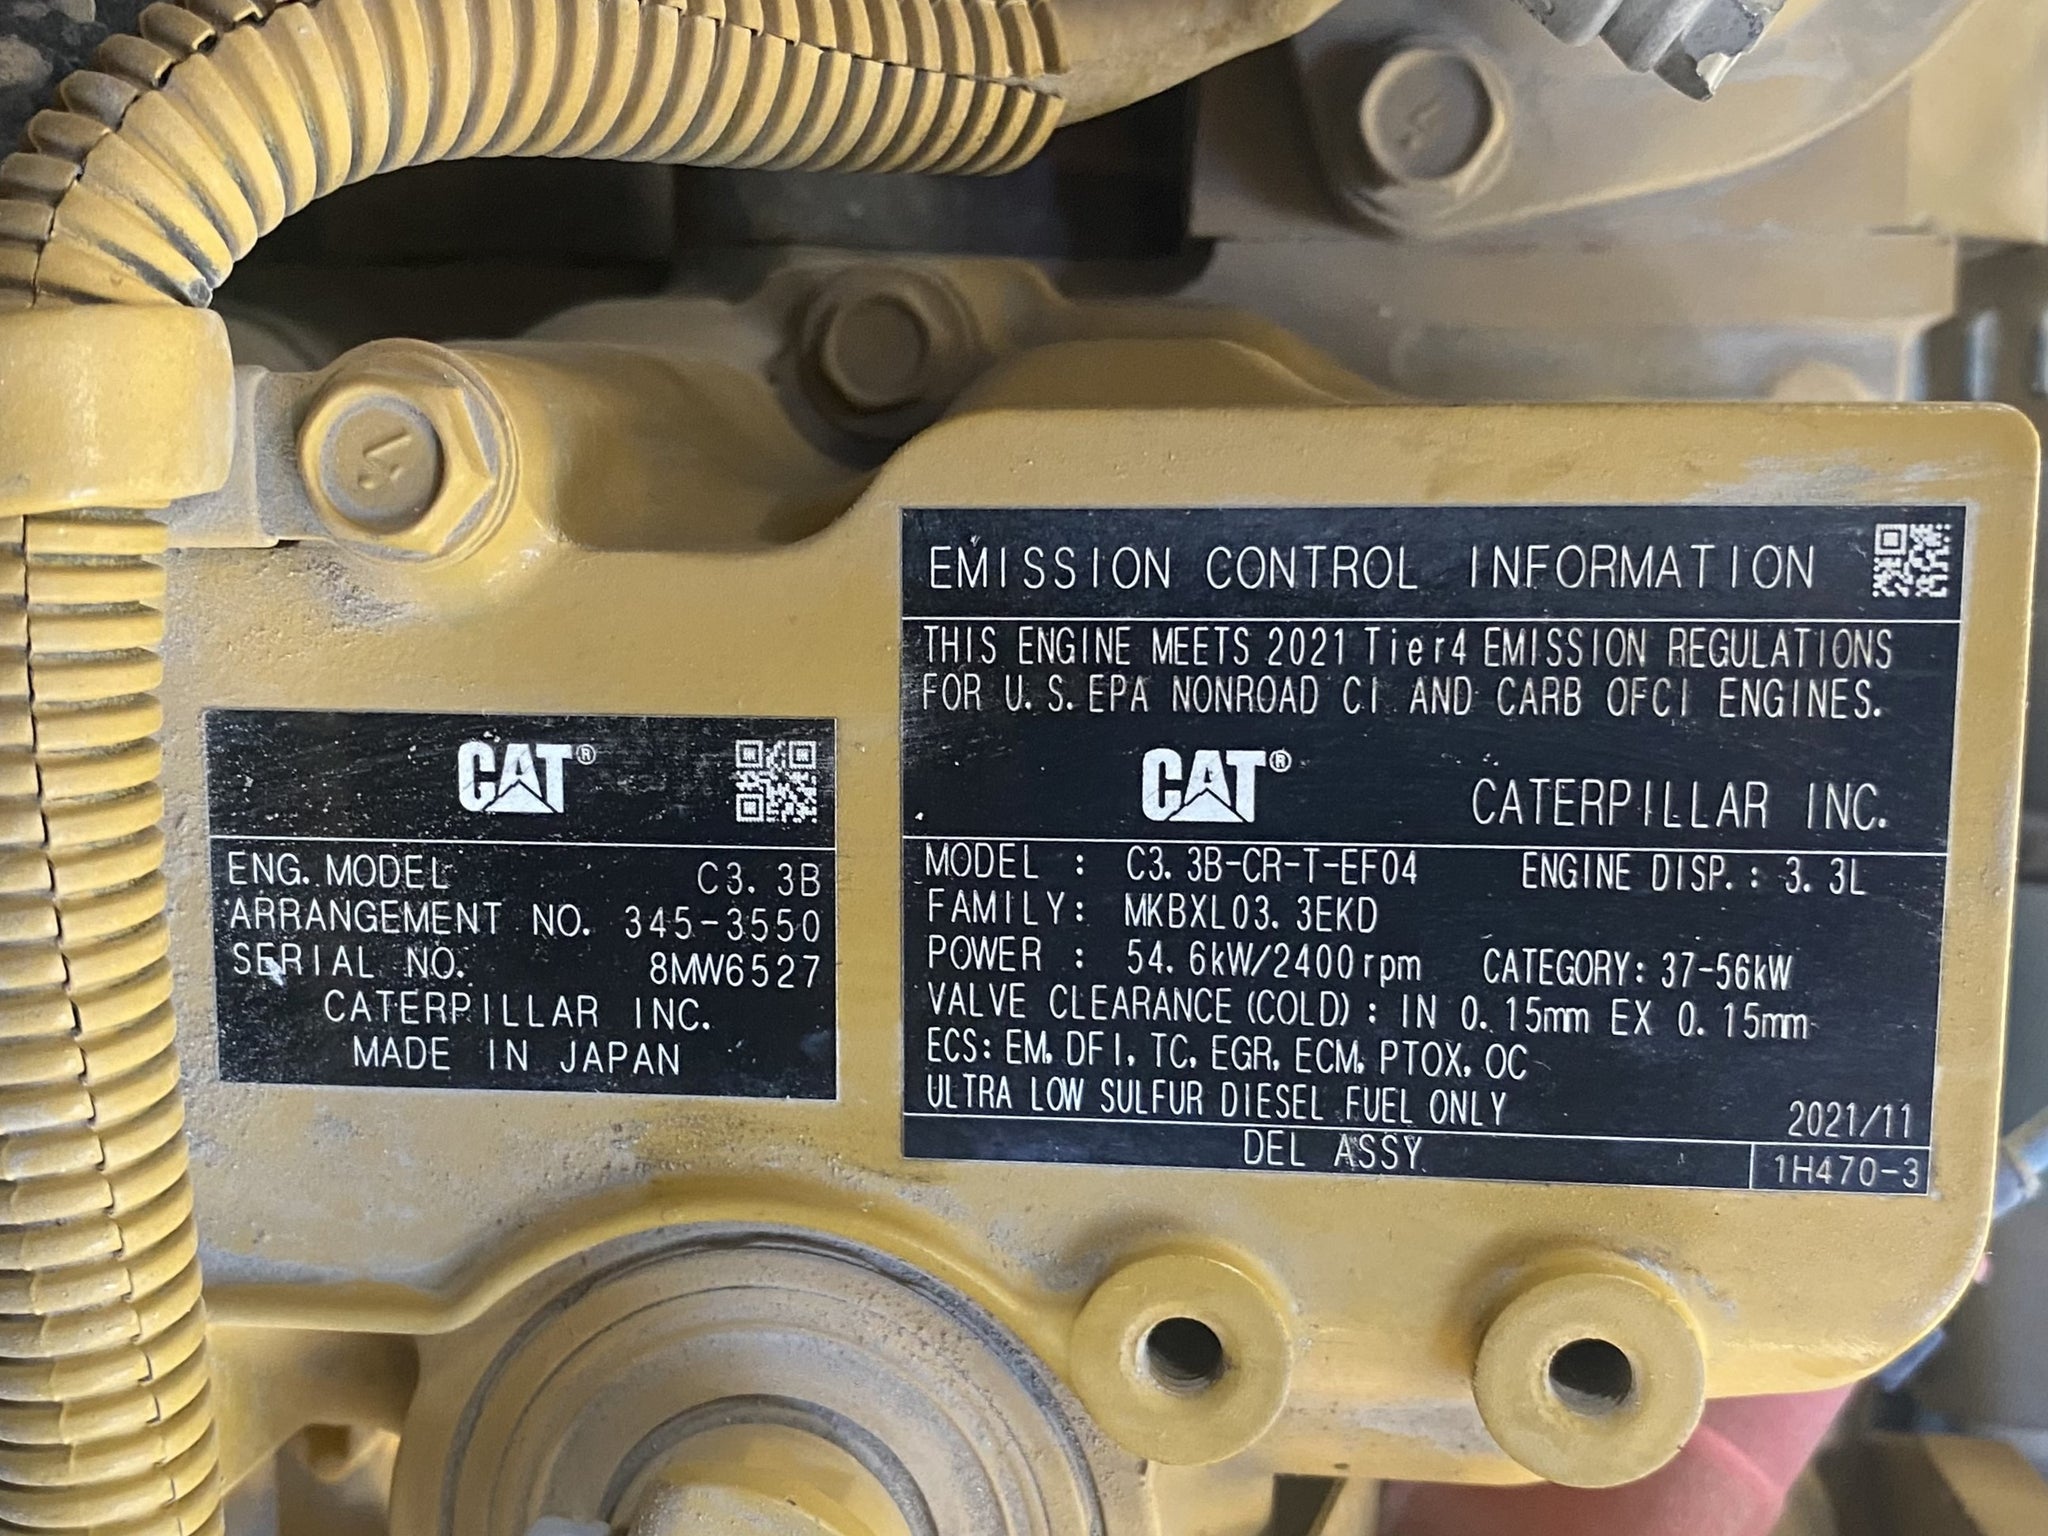 CAT®
ENG. MODEL C3.3B
ARRANGEMENT NO. 345-3550
SERIAL NO. 8MW6527
CATERPILLAR INC.
MADE IN JAPAN
EMISSION CONTROL INFORMATION
THIS ENGINE MEETS 2021 Tier4 EMISSION REGULATIONS
FOR U.S.EPA NONROAD CI AND CARB OFCI ENGINES.
CAT® CATERPILLAR INC.
MODEL : C3.3B-CR-T-EF04 ENGINE DISP.: 3.3L
FAMILY: MKBXL03.3EKD
POWER : 54.6kW/2400rpm CATEGORY: 37-56kW
VALVE CLEARANCE(COLD): IN 0.15mm EX 0.15mm
ECS: EM, DFI, TC, EGR, ECM, PTOX, OC
ULTRA LOW SULFUR DIESEL FUEL ONLY 2021/11
DEL ASSY 1H470-3